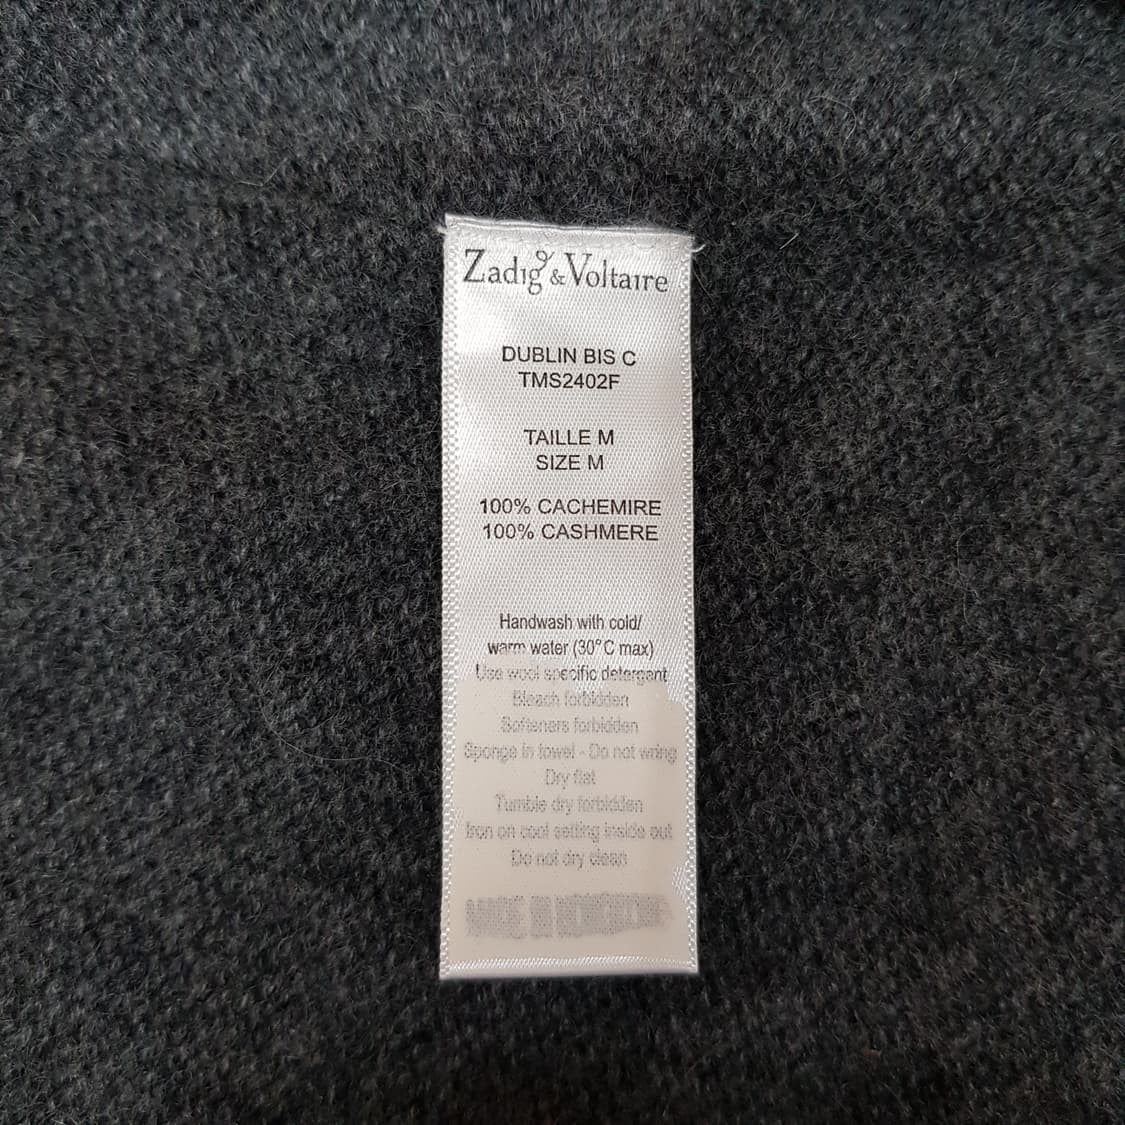 Zadig & Voltaire
DUBLIN BIS C
TMS2402F
TAILLE M
SIZE M
100% CACHEMIRE
100% CASHMERE
Handwash with cold/
warm water (30°C max)
Use wool specific detergent
Bleach forbidden
Softeners forbidden
Sponge in towel - Do not wring
Dry flat
Tumble dry forbidden
Iron on cool setting inside out
Do not dry clean
MADE IN